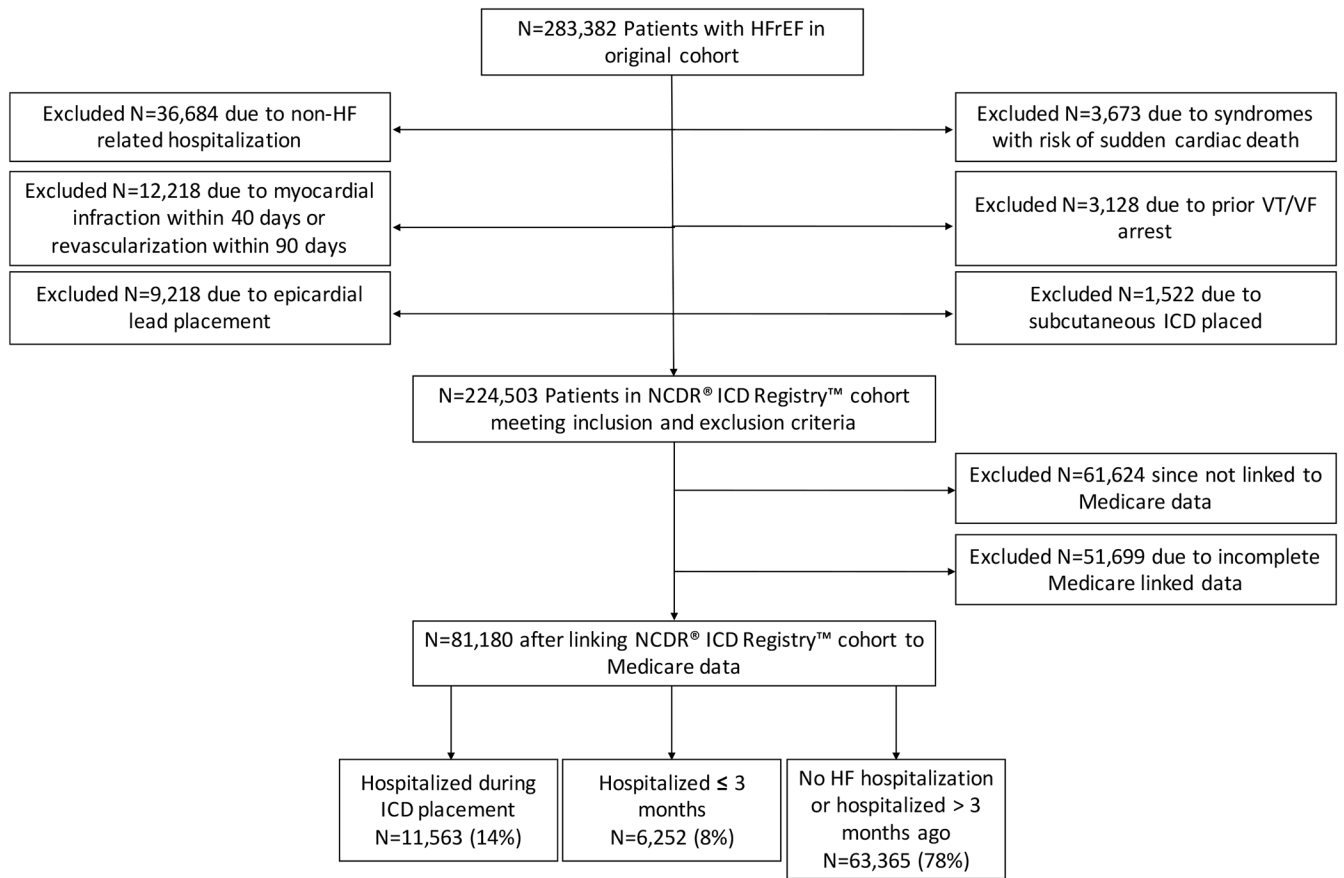 N=283,382 Patients with HFrEF in
original cohort
Excluded N=36,684 due to non-HF
related hospitalization
Excluded N=3,673 due to syndromes
with risk of sudden cardiac death
Excluded N=12,218 due to myocardial
infraction within 40 days or
revascularization within 90 days
Excluded N=3,128 due to prior VT/VF
arrest
Excluded N=9,218 due to epicardial
lead placement
Excluded N=1,522 due to
subcutaneous ICD placed
N=224,503 Patients in NCDR® ICD Registry™ cohort
meeting inclusion and exclusion criteria
Excluded N=61,624 since not linked to
Medicare data
Excluded N=51,699 due to incomplete
Medicare linked data
N=81,180 after linking NCDR® ICD Registry™ cohort to
Medicare data
Hospitalized during
ICD placement
N=11,563 (14%)
Hospitalized ≤ 3
months
N=6,252 (8%)
No HF hospitalization
or hospitalized > 3
months ago
N=63,365 (78%)